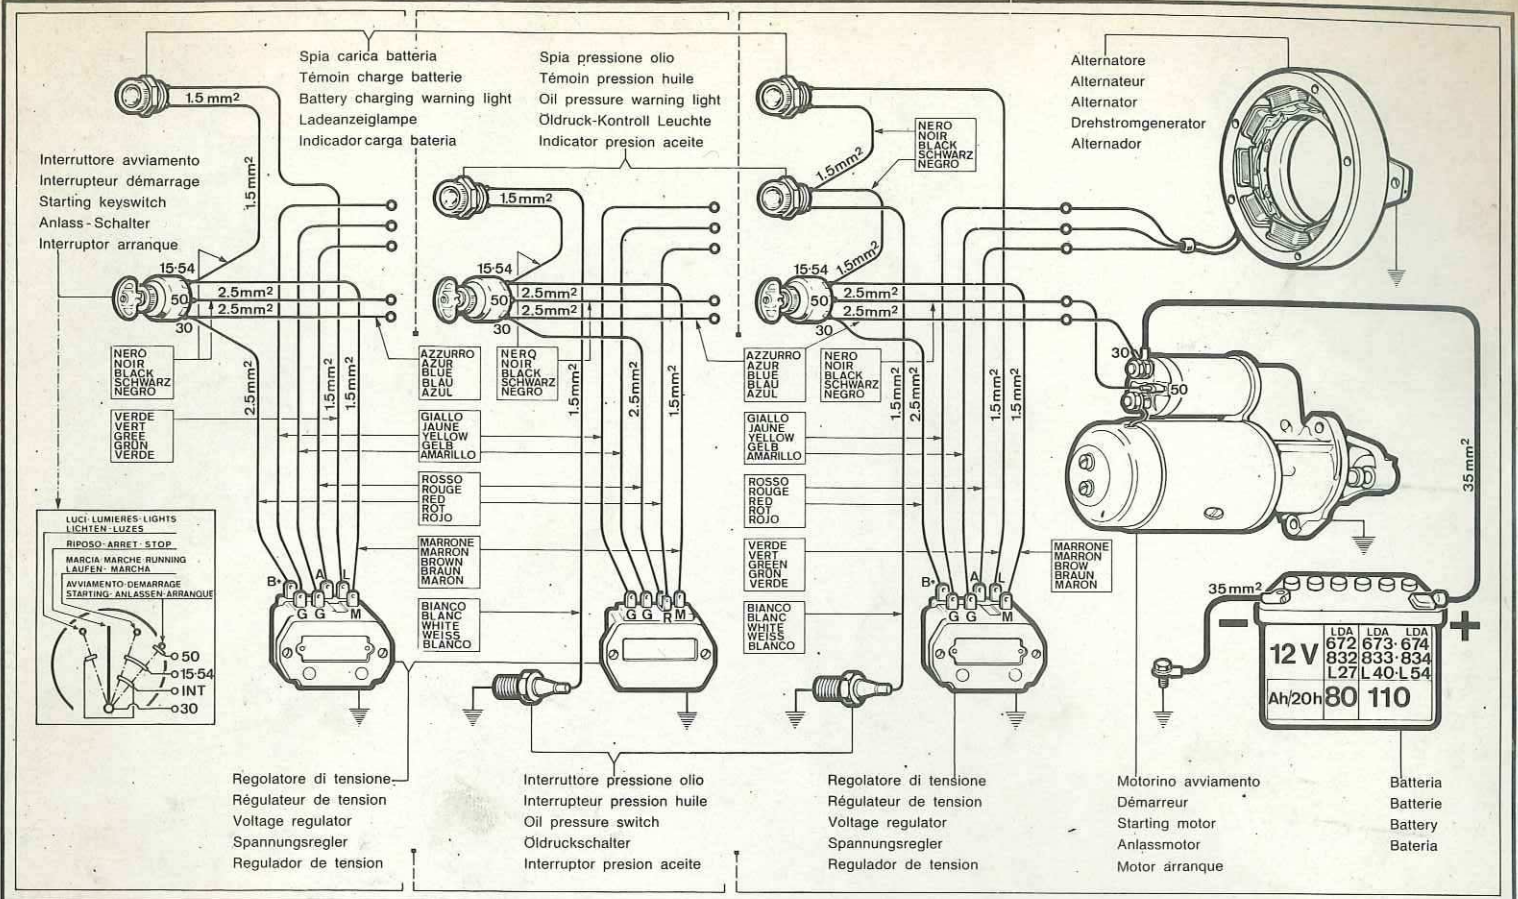 Spia carica batteria
Témoin charge batterie
Battery charging warning light
Ladeanzeiglampe
Indicador carga bateria
Spia pressione olio
Témoin pression huile
Oil pressure warning light
Öldruck-Kontroll Leuchte
Indicator presion aceite
Alternatore
Alternateur
Alternator
Drehstromgenerator
Alternador
Interruttore avviamento
Interrupteur démarrage
Starting keyswitch
Anlass-Schalter
Interruptor arranque
1.5 mm2
1.5 mm2
15·54
50
30
2.5mm2
2.5mm2
NERO
NOIR
BLACK
SCHWARZ
NEGRO
VERDE
VERT
GREE
GRÜN
VERDE
2.5mm2
1.5mm2
1.5mm2
1.5mm2
15·54
50
30
2.5mm2
2.5mm2
AZZURRO
AZUR
BLUE
BLAU
AZUL
NERO
NOIR
BLACK
SCHWARZ
NEGRO
GIALLO
JAUNE
YELLOW
GELB
AMARILLO
ROSSO
ROUGE
RED
ROT
ROJO
MARRONE
MARRON
BROWN
BRAUN
MARON
BIANCO
BLANC
WHITE
WEISS
BLANCO
1.5mm2
2.5mm2
1.5mm2
NERO
NOIR
BLACK
SCHWARZ
NEGRO
1.5mm2
1.5mm2
15·54
50
30
2.5mm2
2.5mm2
AZZURRO
AZUR
BLUE
BLAU
AZUL
NERO
NOIR
BLACK
SCHWARZ
NEGRO
GIALLO
JAUNE
YELLOW
GELB
AMARILLO
ROSSO
ROUGE
RED
ROT
ROJO
VERDE
VERT
GREEN
GRÜN
VERDE
BIANCO
BLANC
WHITE
WEISS
BLANCO
1.5mm2
2.5mm2
1.5mm2
1.5mm2
MARRONE
MARRON
BROW
BRAUN
MARON
30
50
35 mm2
35 mm2
LUCI·LUMIERES·LIGHTS
LICHTEN·LUZES
RIPOSO·ARRET·STOP
MARCIA·MARCHE·RUNNING
LAUFEN·MARCHA
AVVIAMENTO·DEMARRAGE
STARTING·ANLASSEN·ARRANQUE
50
15·54
INT
30
B+ A L
G G M
G G R M
B+ A L
G G M
− +
12 V
LDA LDA LDA
672 673·674
832 833·834
L27 L40·L54
Ah/20h 80 110
Regolatore di tensione
Régulateur de tension
Voltage regulator
Spannungsregler
Regulador de tension
Interruttore pressione olio
Interrupteur pression huile
Oil pressure switch
Öldruckschalter
Interruptor presion aceite
Regolatore di tensione
Régulateur de tension
Voltage regulator
Spannungsregler
Regulador de tension
Motorino avviamento
Démarreur
Starting motor
Anlassmotor
Motor arranque
Batteria
Batterie
Battery
Bateria